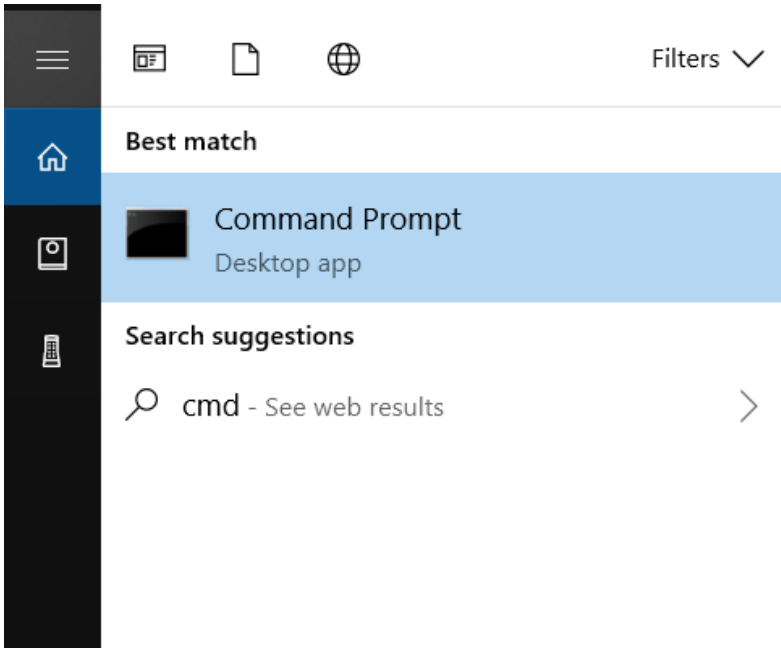 Filters
Best match
Command Prompt
Desktop app
Search suggestions
cmd - See web results